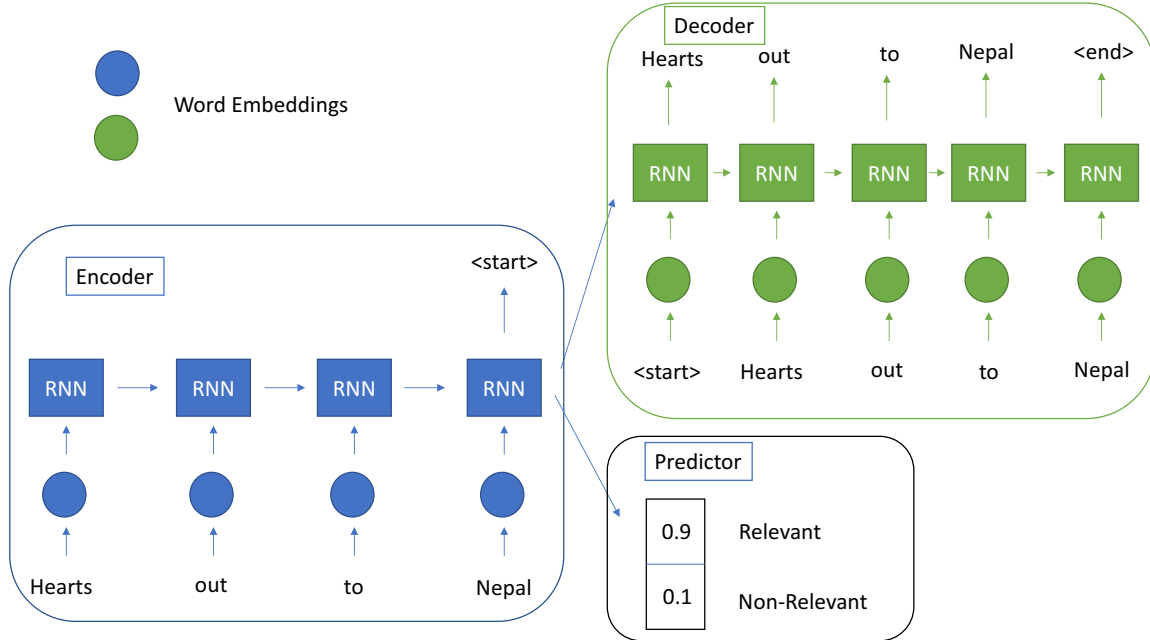 Word Embeddings
Encoder
<start>
RNN RNN RNN RNN
Hearts out to Nepal
Decoder
Hearts out to Nepal <end>
RNN RNN RNN RNN RNN
<start> Hearts out to Nepal
Predictor
0.9 Relevant
0.1 Non-Relevant